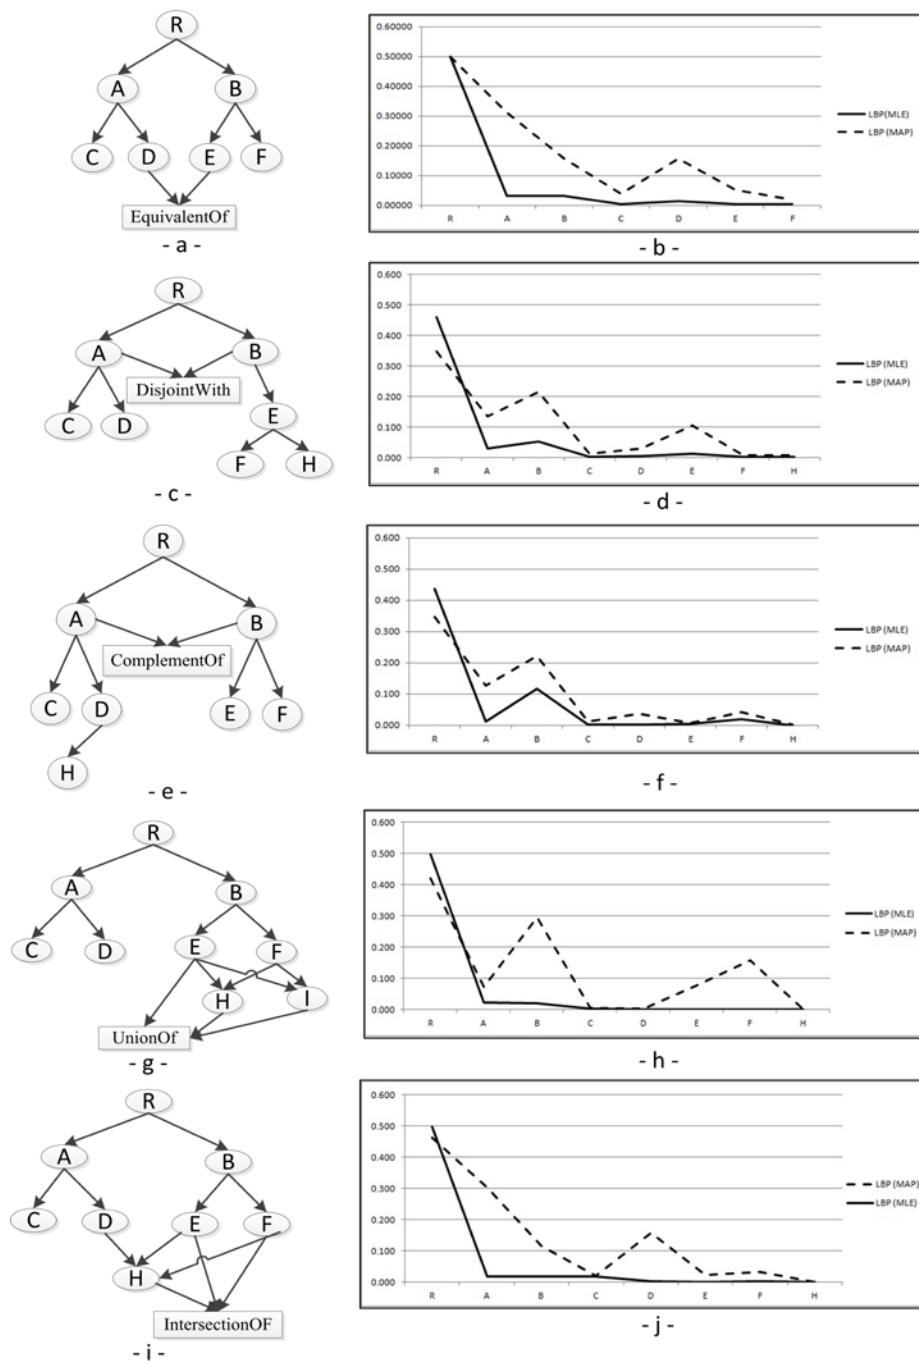 R
A
B
C
D
E
F
EquivalentOf
- a -
0.60000
0.50000
0.40000
0.30000
0.20000
0.10000
0.00000
R A B C D E F
LBP(MLE)
LBP (MAP)
- b -
R
A
B
DisjointWith
C
D
E
F
H
- c -
0.600
0.500
0.400
0.300
0.200
0.100
0.000
R A B C D E F H
LBP (MLE)
LBP (MAP)
- d -
R
A
B
ComplementOf
C
D
E
F
H
- e -
0.600
0.500
0.400
0.300
0.200
0.100
0.000
R A B C D E F H
LBP (MLE)
LBP (MAP)
- f -
R
A
B
C
D
E
F
H
I
UnionOf
- g -
0.600
0.500
0.400
0.300
0.200
0.100
0.000
R A B C D E F H
LBP (MLE)
LBP (MAP)
- h -
R
A
B
C
D
E
F
H
IntersectionOF
- i -
0.600
0.500
0.400
0.300
0.200
0.100
0.000
R A B C D E F H
LBP (MAP)
LBP (MLE)
- j -